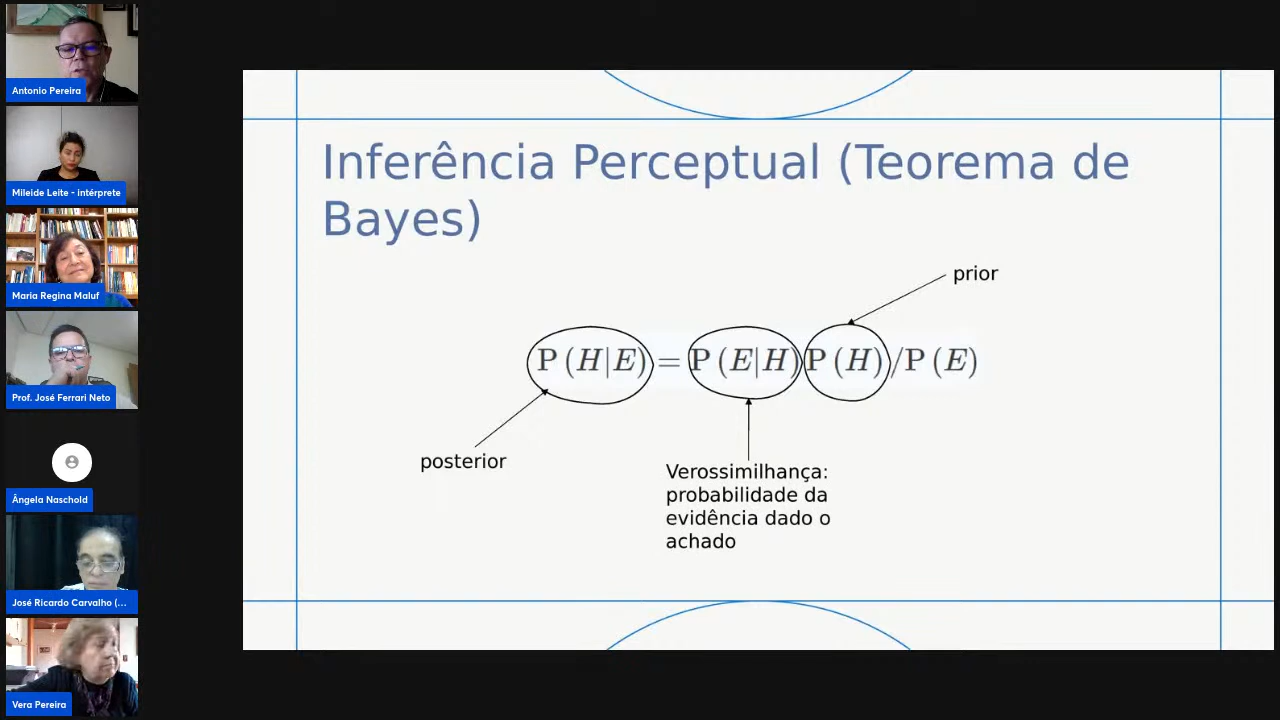 Antonio Pereira
Mileide Leite - intérprete
Maria Regina Maluf
Prof. José Ferrari Neto
Ângela Naschold
José Ricardo Carvalho (...
Vera Pereira
Inferência Perceptual (Teorema de
Bayes)
prior
P (H|E) = P (E|H) P (H) /P (E)
posterior
Verossimilhança:
probabilidade da
evidência dado o
achado